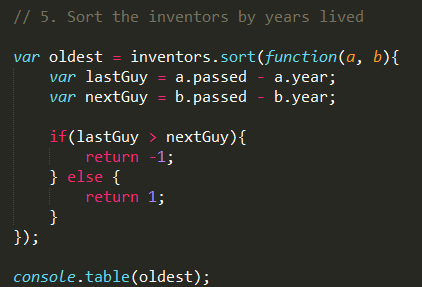 // 5. Sort the inventors by years lived
var oldest = inventors.sort(function(a, b){
    var lastGuy = a.passed - a.year;
    var nextGuy = b.passed - b.year;
    if(lastGuy > nextGuy){
        return -1;
    } else {
        return 1;
    }
});
console.table(oldest);